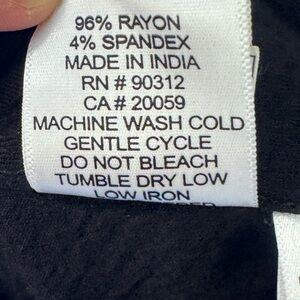 96% RAYON
4% SPANDEX
MADE IN INDIA
RN # 90312
CA # 20059
MACHINE WASH COLD
GENTLE CYCLE
DO NOT BLEACH
TUMBLE DRY LOW
LOW IRON